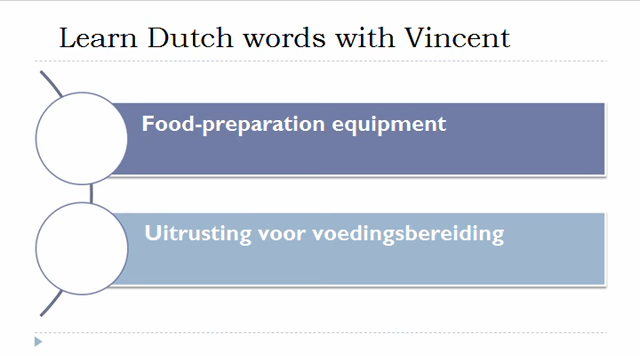 Learn Dutch words with Vincent
Food-preparation equipment
Uitrusting voor voedingsbereiding